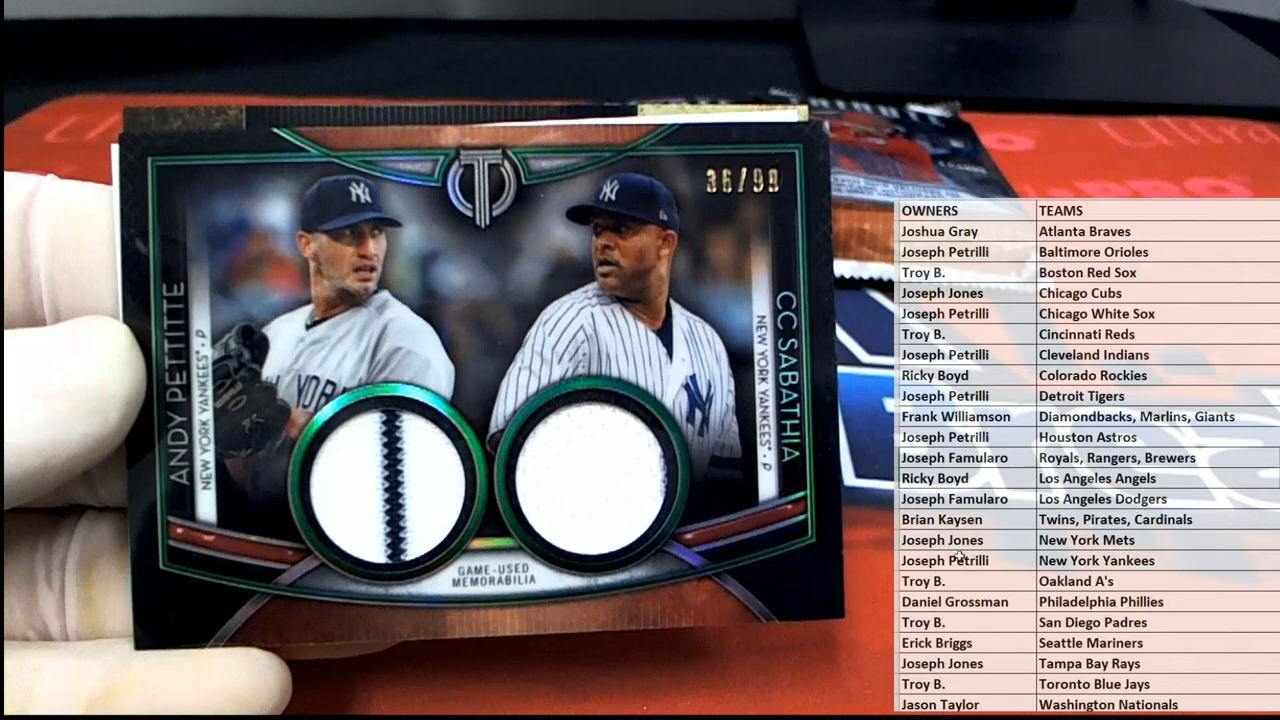 36/99
ANDY PETTITTE
NEW YORK YANKEES® • P
CC SABATHIA
NEW YORK YANKEES® • P
GAME-USED
MEMORABILIA
OWNERS TEAMS
Joshua Gray Atlanta Braves
Joseph Petrilli Baltimore Orioles
Troy B. Boston Red Sox
Joseph Jones Chicago Cubs
Joseph Petrilli Chicago White Sox
Troy B. Cincinnati Reds
Joseph Petrilli Cleveland Indians
Ricky Boyd Colorado Rockies
Joseph Petrilli Detroit Tigers
Frank Williamson Diamondbacks, Marlins, Giants
Joseph Petrilli Houston Astros
Joseph Famularo Royals, Rangers, Brewers
Ricky Boyd Los Angeles Angels
Joseph Famularo Los Angeles Dodgers
Brian Kaysen Twins, Pirates, Cardinals
Joseph Jones New York Mets
Joseph Petrilli New York Yankees
Troy B. Oakland A's
Daniel Grossman Philadelphia Phillies
Troy B. San Diego Padres
Erick Briggs Seattle Mariners
Joseph Jones Tampa Bay Rays
Troy B. Toronto Blue Jays
Jason Taylor Washington Nationals